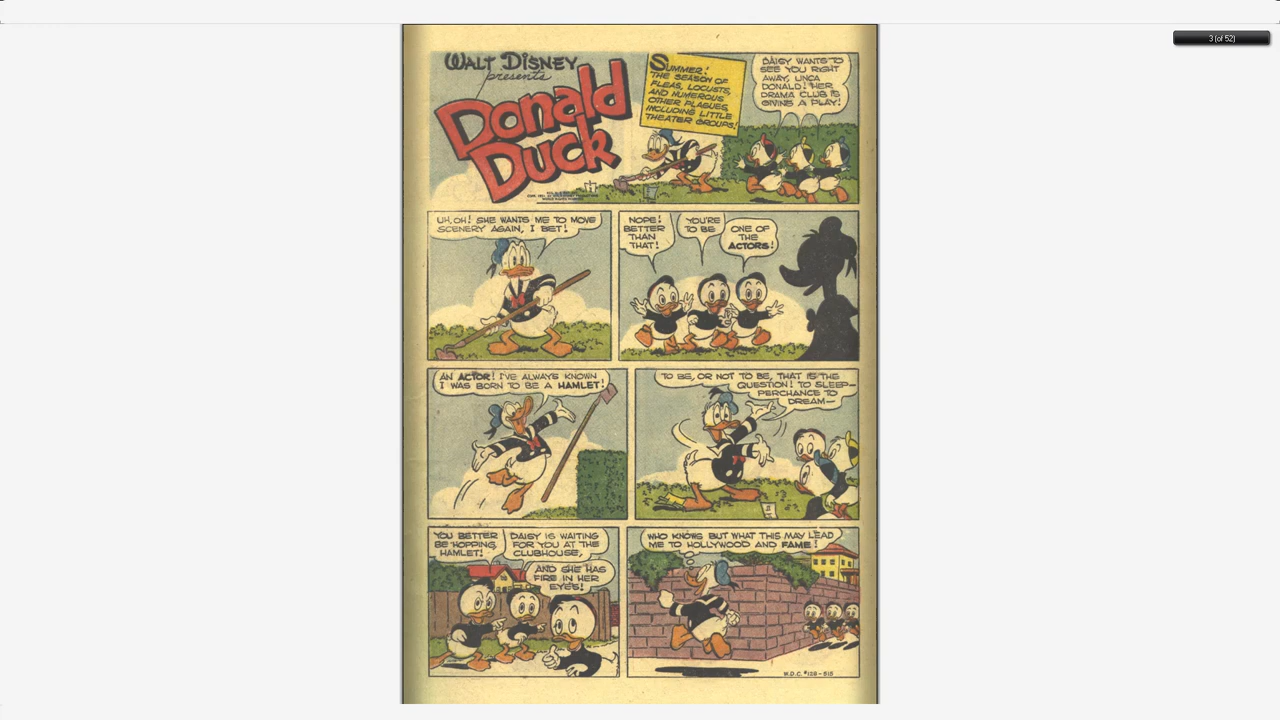 3 (of 52)
WALT DISNEY
presents
Donald
Duck
SUMMER!
THE SEASON OF
FLEAS, LOCUSTS,
AND NUMEROUS
OTHER PLAGUES,
INCLUDING LITTLE
THEATER GROUPS!
DAISY WANTS TO
SEE YOU RIGHT
AWAY, UNCA
DONALD! HER
DRAMA CLUB IS
GIVING A PLAY!
UH, OH! SHE WANTS ME TO MOVE
SCENERY AGAIN, I BET!
NOPE!
BETTER
THAN
THAT!
YOU'RE
TO BE
ONE OF
THE
ACTORS!
AN ACTOR! I'VE ALWAYS KNOWN
I WAS BORN TO BE A HAMLET!
TO BE, OR NOT TO BE, THAT IS THE
QUESTION! TO SLEEP—
PERCHANCE TO
DREAM—
YOU BETTER
BE HOPPING,
HAMLET!
DAISY IS WAITING
FOR YOU AT THE
CLUBHOUSE,
AND SHE HAS
FIRE IN HER
EYES!
WHO KNOWS BUT WHAT THIS MAY LEAD
ME TO HOLLYWOOD AND FAME!
W.D.C. #128-515